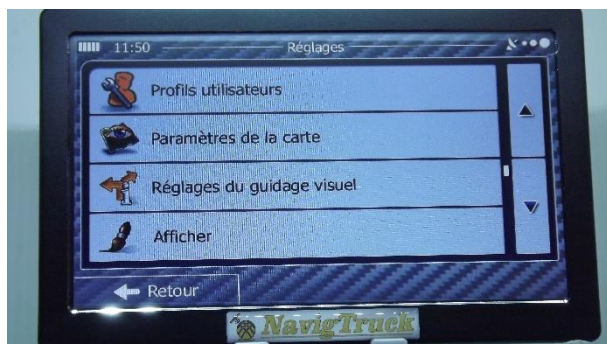 11:50 Réglages
Profils utilisateurs
Paramètres de la carte
Réglages du guidage visuel
Afficher
Retour
NavigTruck